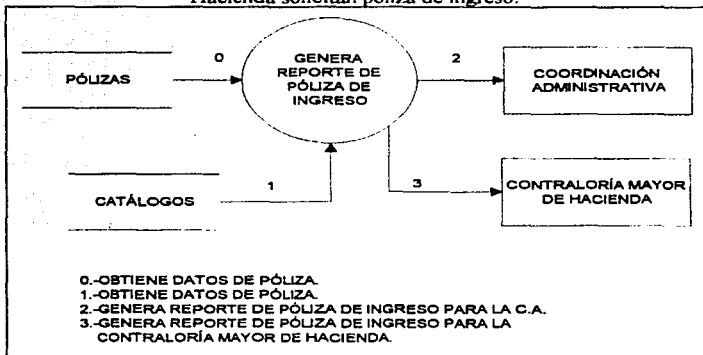 Hacienda solicitan póliza de ingreso.
0
GENERA
REPORTE DE
PÓLIZA DE
INGRESO
2
PÓLIZAS
COORDINACIÓN
ADMINISTRATIVA
1
3
CATÁLOGOS
CONTRALORÍA MAYOR
DE HACIENDA
0.-OBTIENE DATOS DE PÓLIZA.
1.-OBTIENE DATOS DE PÓLIZA.
2.-GENERA REPORTE DE PÓLIZA DE INGRESO PARA LA C.A.
3.-GENERA REPORTE DE PÓLIZA DE INGRESO PARA LA
CONTRALORÍA MAYOR DE HACIENDA.